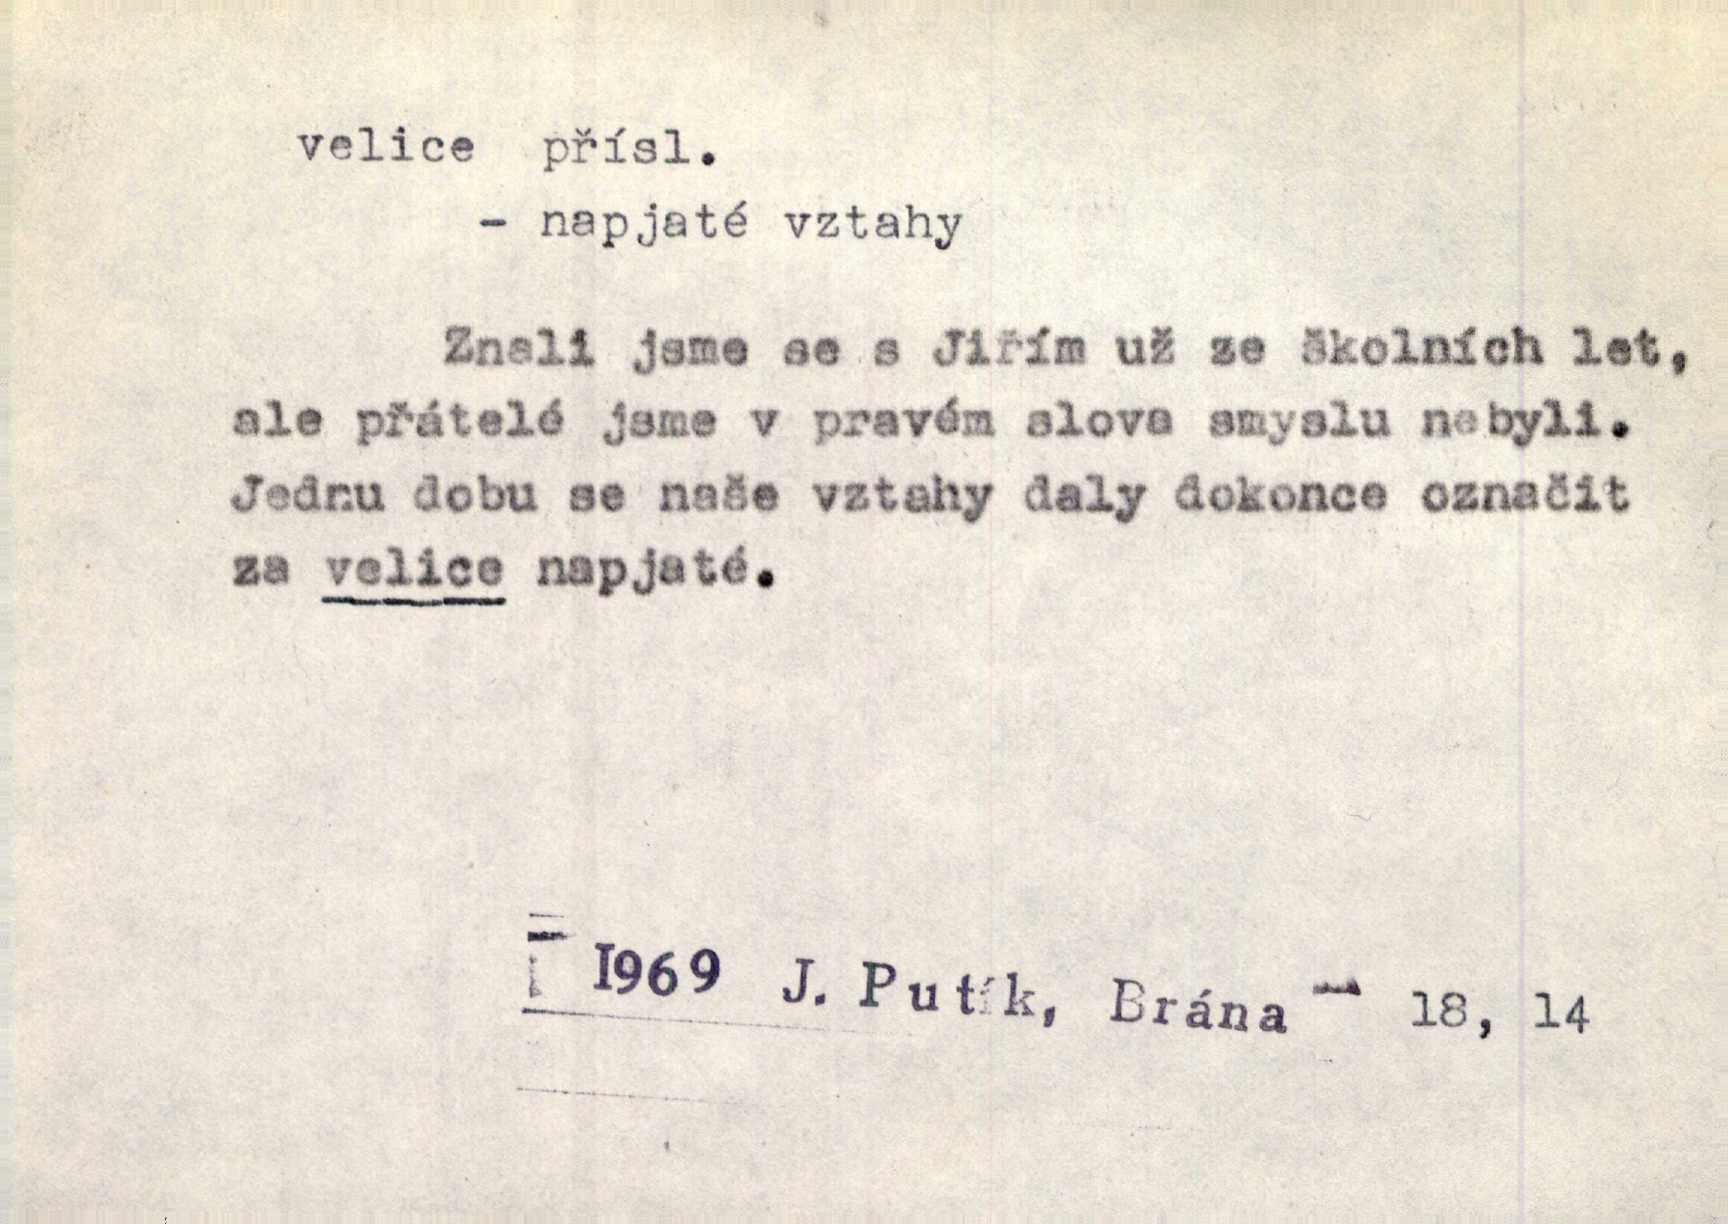 velice přísl.
- napjaté vztahy
Znali jsme se s Jiřím už ze školních let,
ale přátelé jsme v pravém slova smyslu nebyli.
Jednu dobu se naše vztahy daly dokonce označit
za velice napjaté.
1969 J. Putík, Brána 18, 14